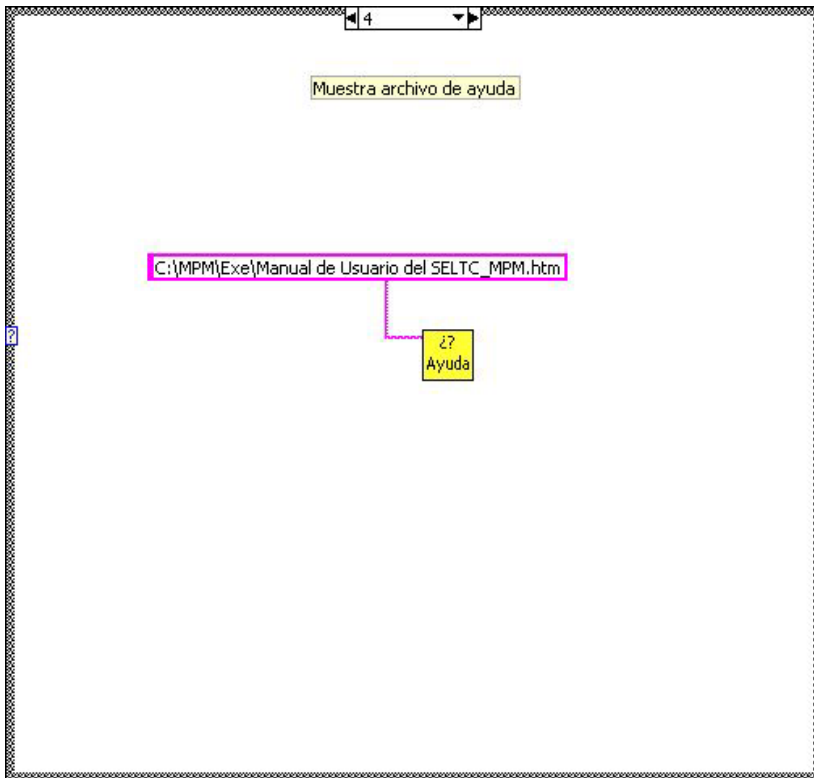 4
Muestra archivo de ayuda
C:\MPM\Exe\Manual de Usuario del SELTC_MPM.htm
?
¿?
Ayuda